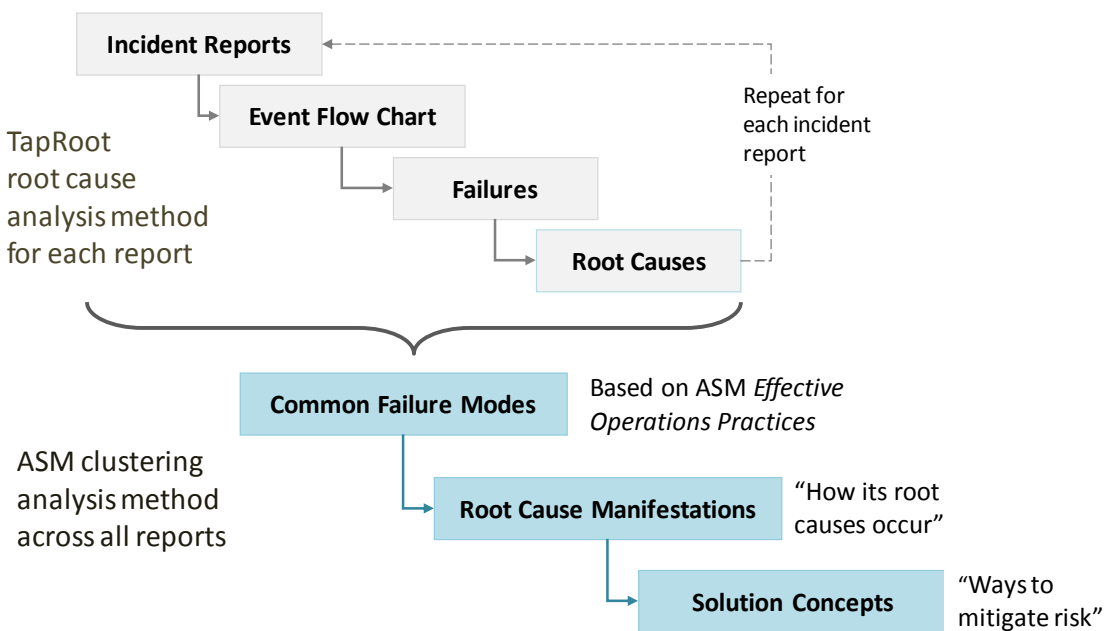 Incident Reports
Event Flow Chart
Failures
Root Causes
Repeat for
each incident
report
TapRoot
root cause
analysis method
for each report
Common Failure Modes
Based on ASM Effective
Operations Practices
ASM clustering
analysis method
across all reports
Root Cause Manifestations
“How its root
causes occur”
Solution Concepts
“Ways to
mitigate risk”